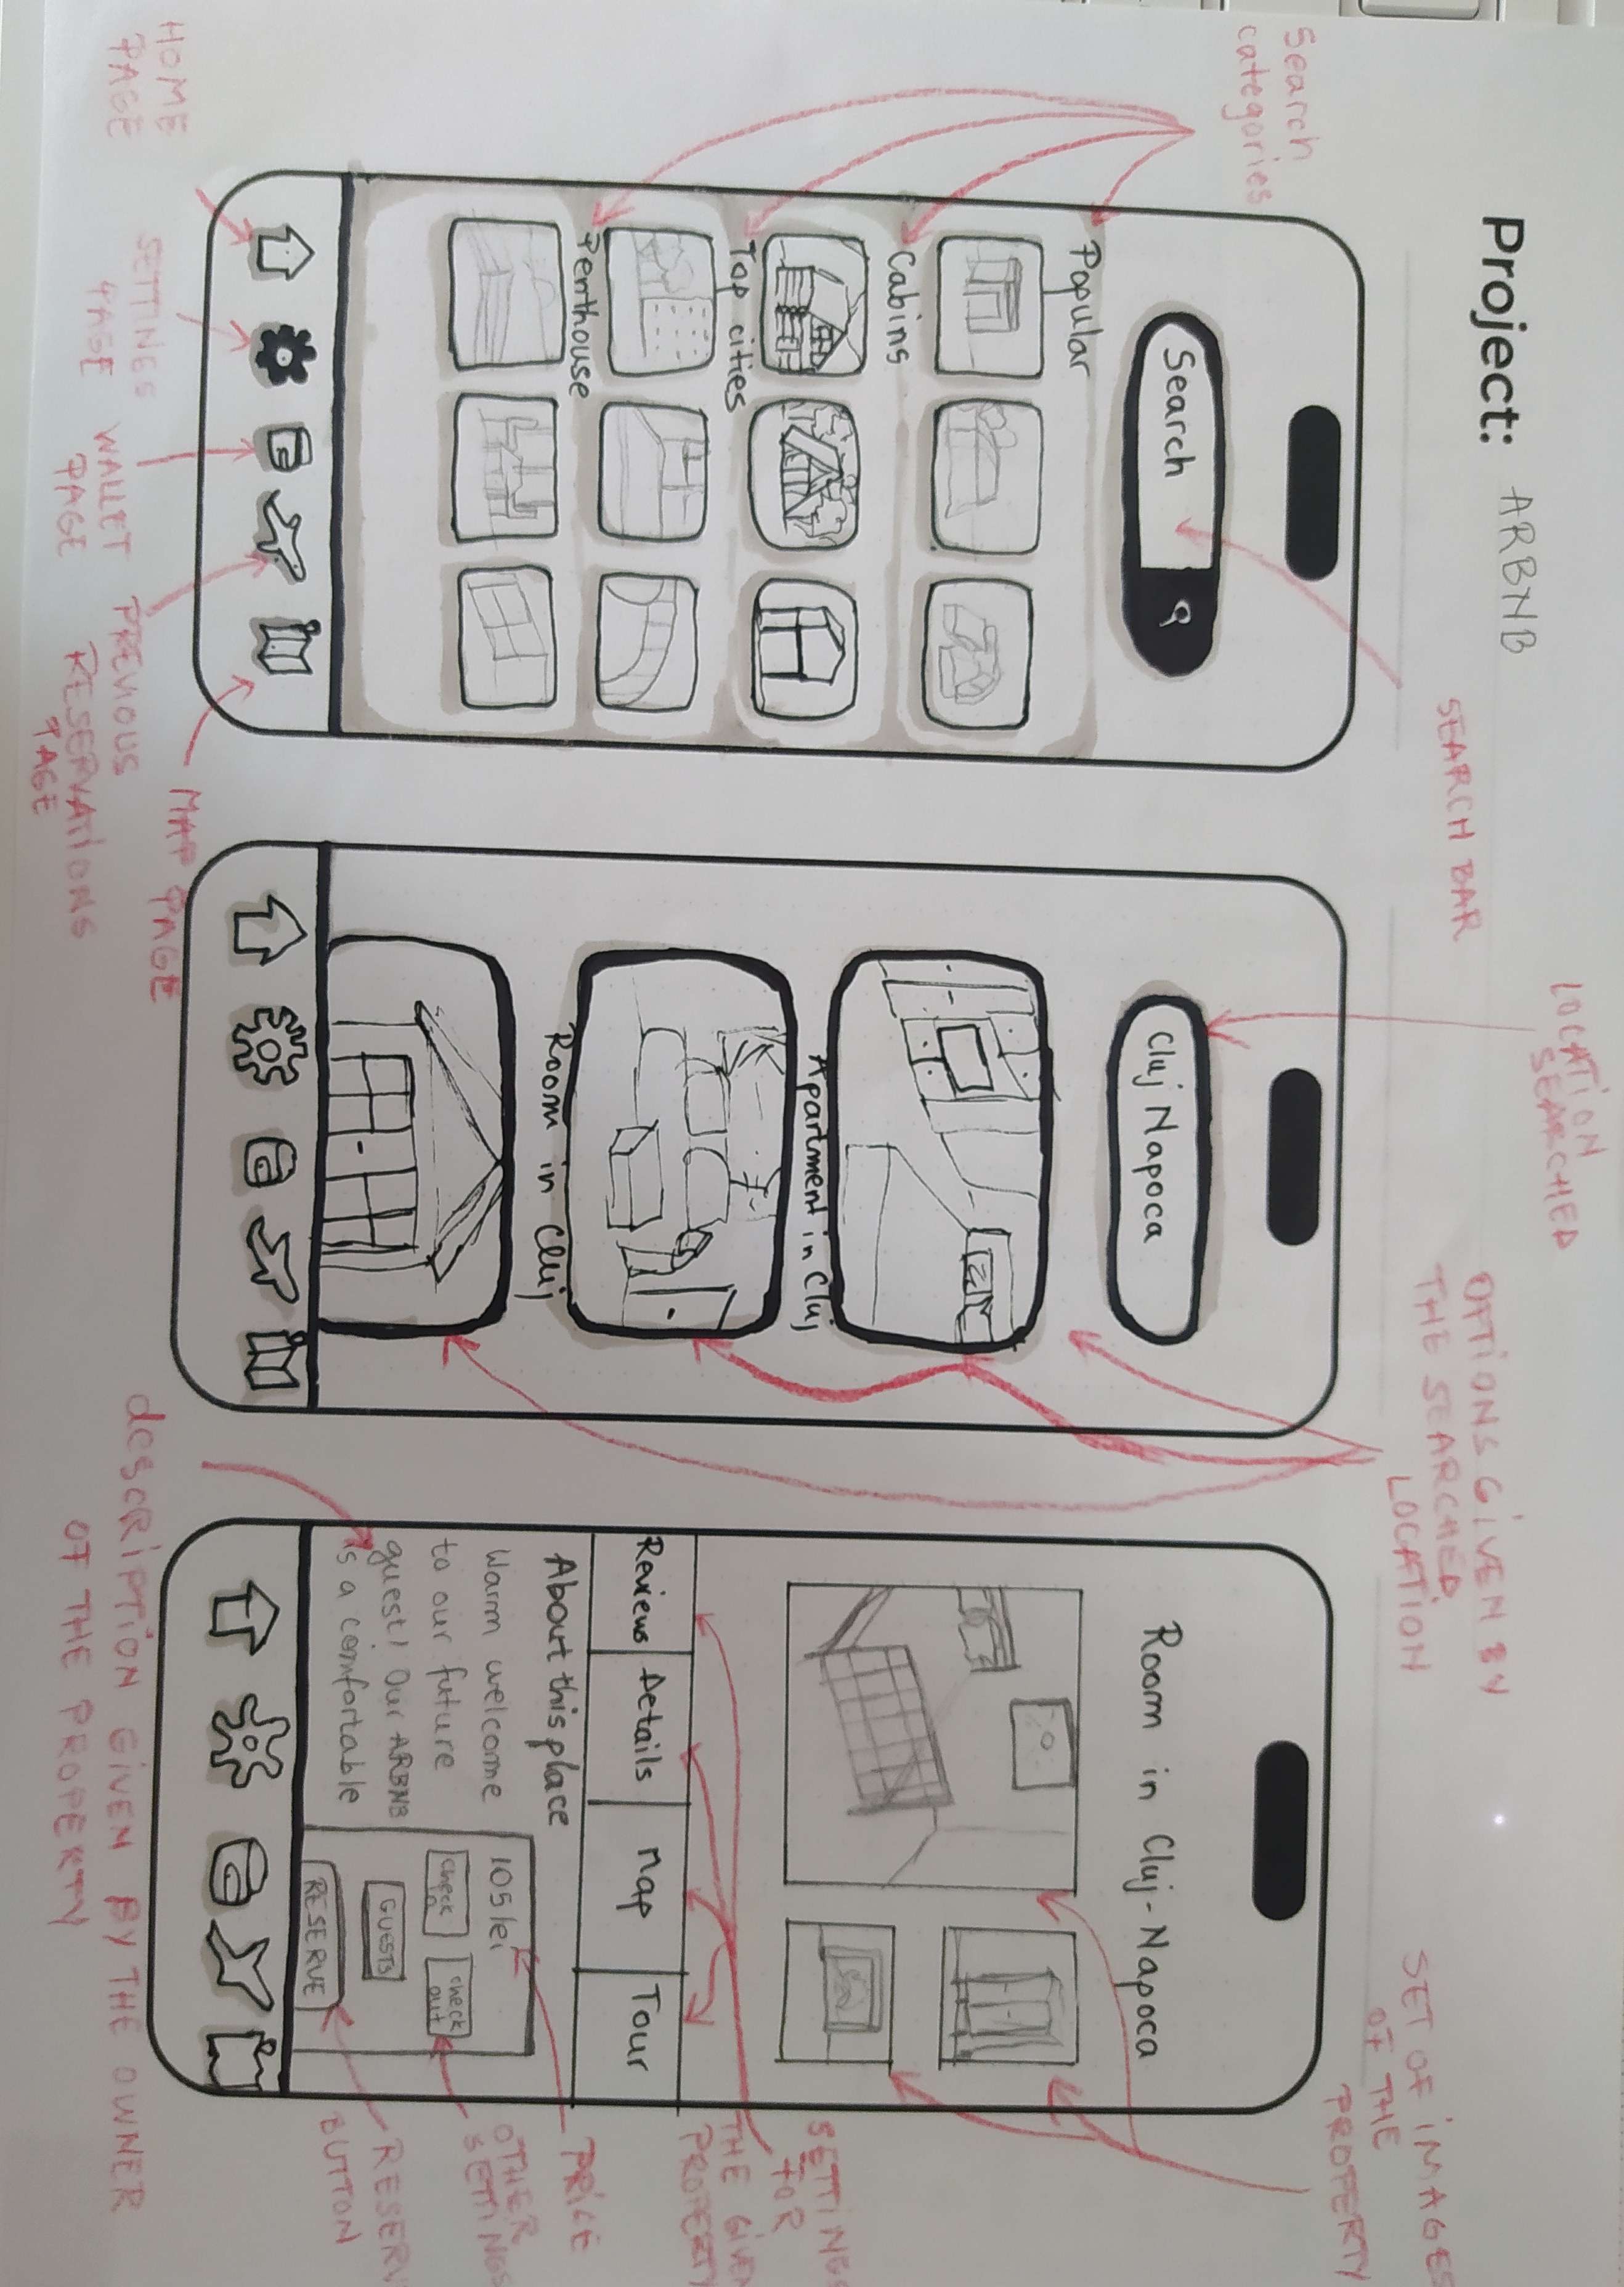 Project: ARBNB
LOCATION
SEARCHED
SEARCH BAR
OPTIONS GIVEN BY
THE SEARCHED
LOCATION
SET OF IMAGES
OF THE
PROPERTY
Search
categories
Search
Popular
Cabins
Top cities
Penthouse
HOME
PAGE
SETTINGS
PAGE
WALLET
PAGE
PREVIOUS
RESERVATIONS
PAGE
MAP PAGE
Cluj Napoca
Apartment in Cluj
Room in Cluj
Room in Cluj-Napoca
SETTINGS
FOR
THE GIVEN
PROPERTY
Reviews Details Map Tour
About this place
Warm welcome
to our future
guest! Our ARBNB
is a comfortable
105 lei
check
check
out
GUESTS
RESERVE
PRICE
OTHER
SETTINGS
RESERV
BUTTON
description GIVEN BY THE OWNER
OF THE PROPERTY